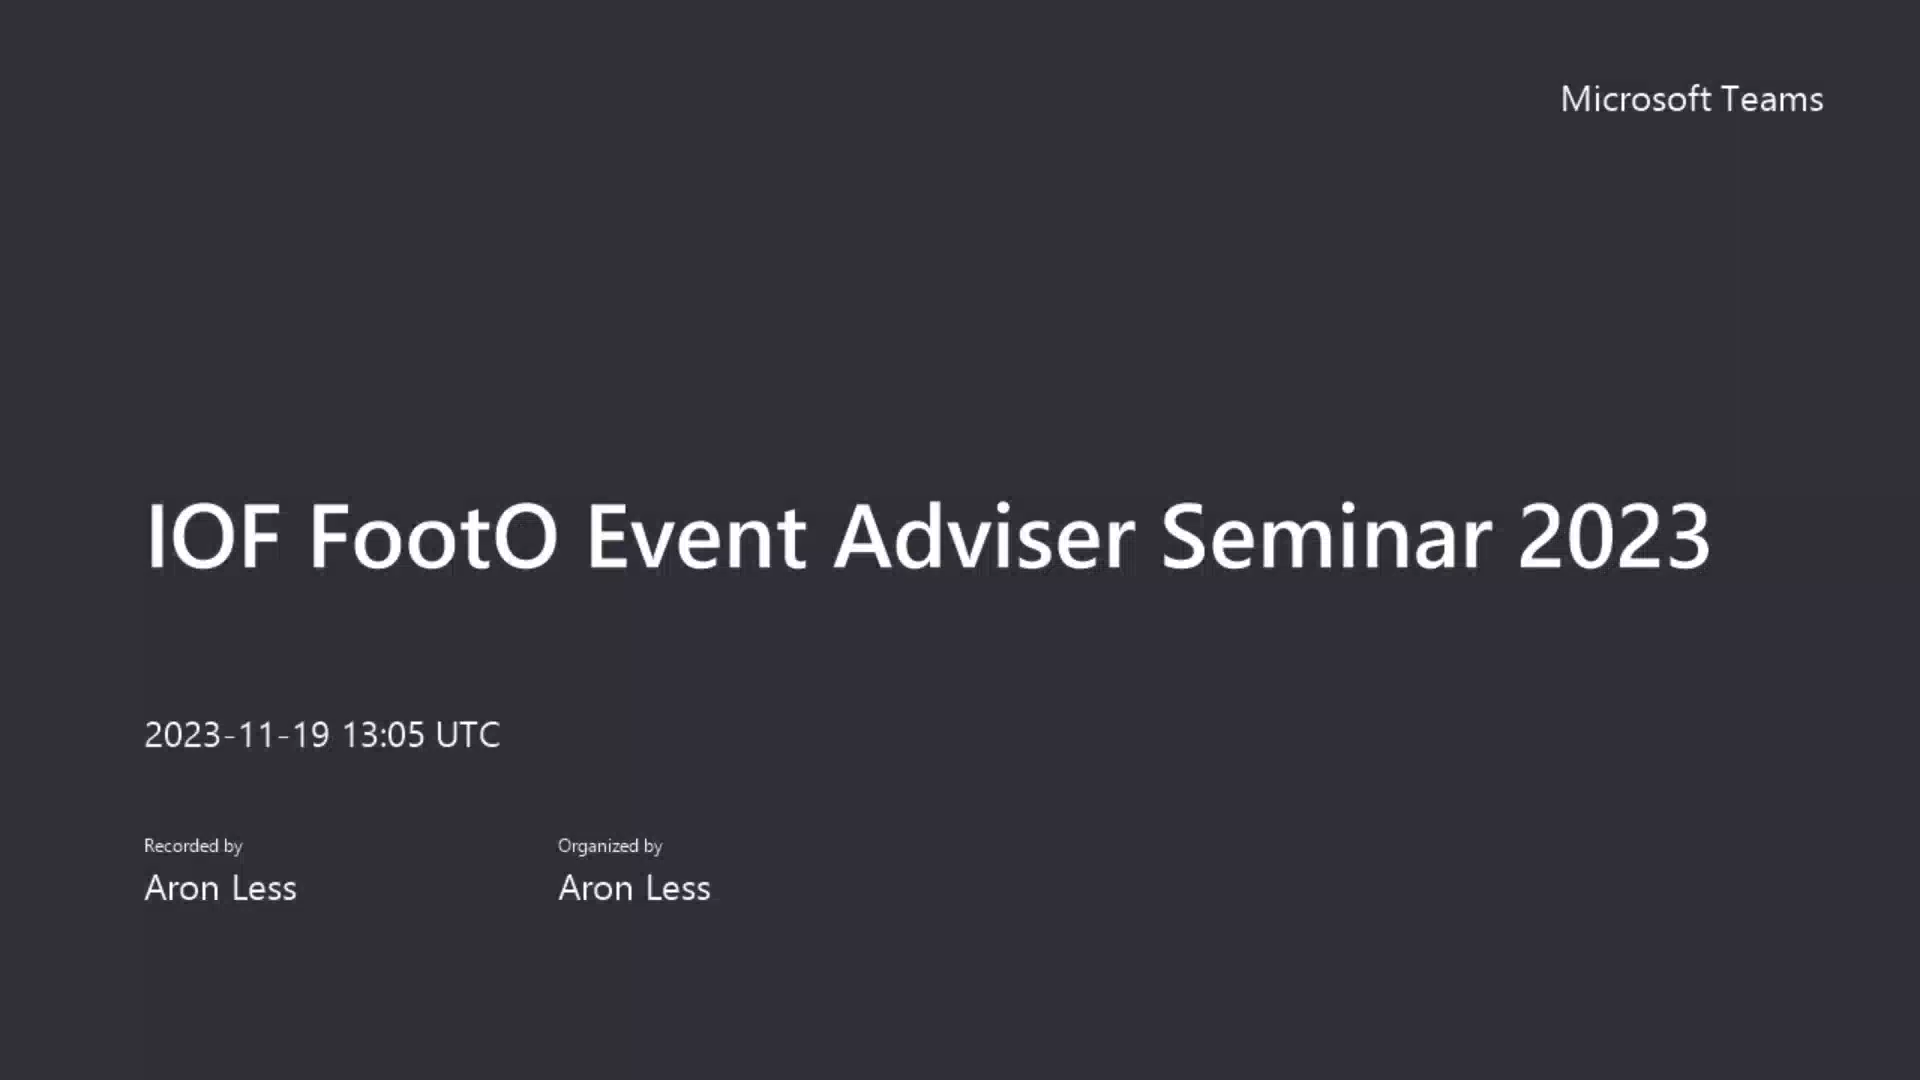 Microsoft Teams
IOF FootO Event Adviser Seminar 2023
2023-11-19 13:05 UTC
Recorded by
Aron Less
Organized by
Aron Less